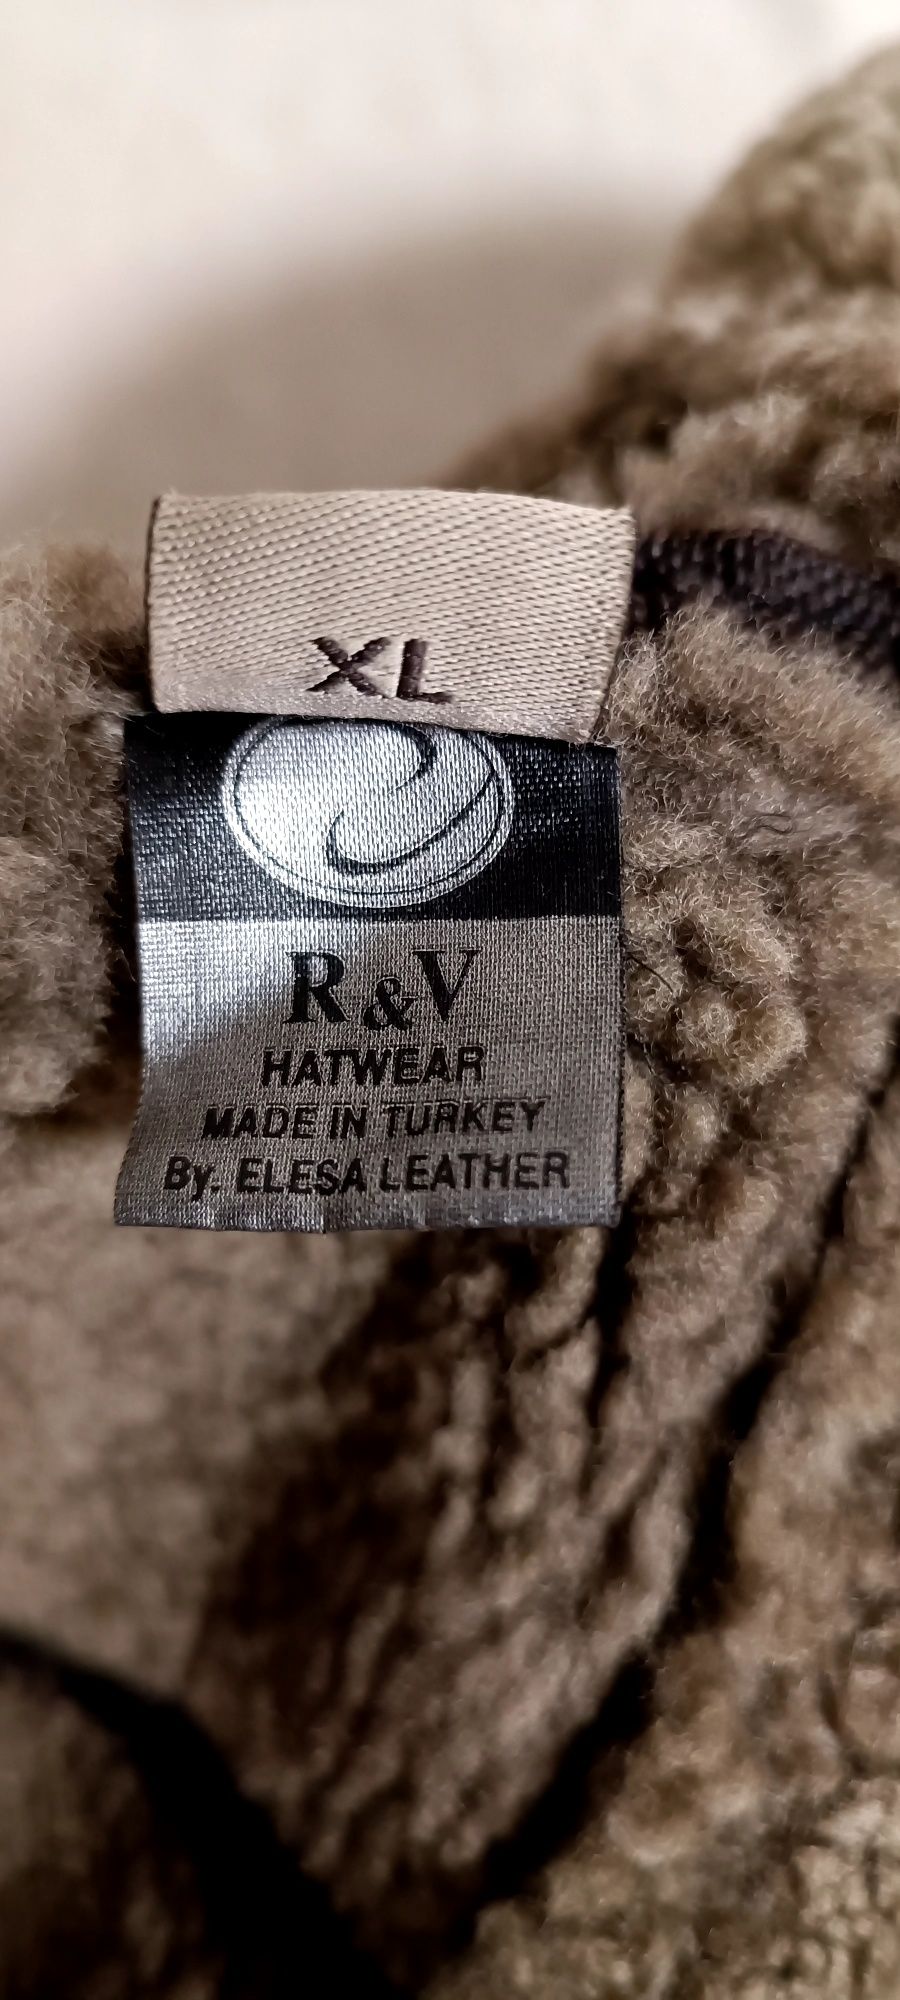 XL
R&V
HATWEAR
MADE IN TURKEY
By. ELESA LEATHER